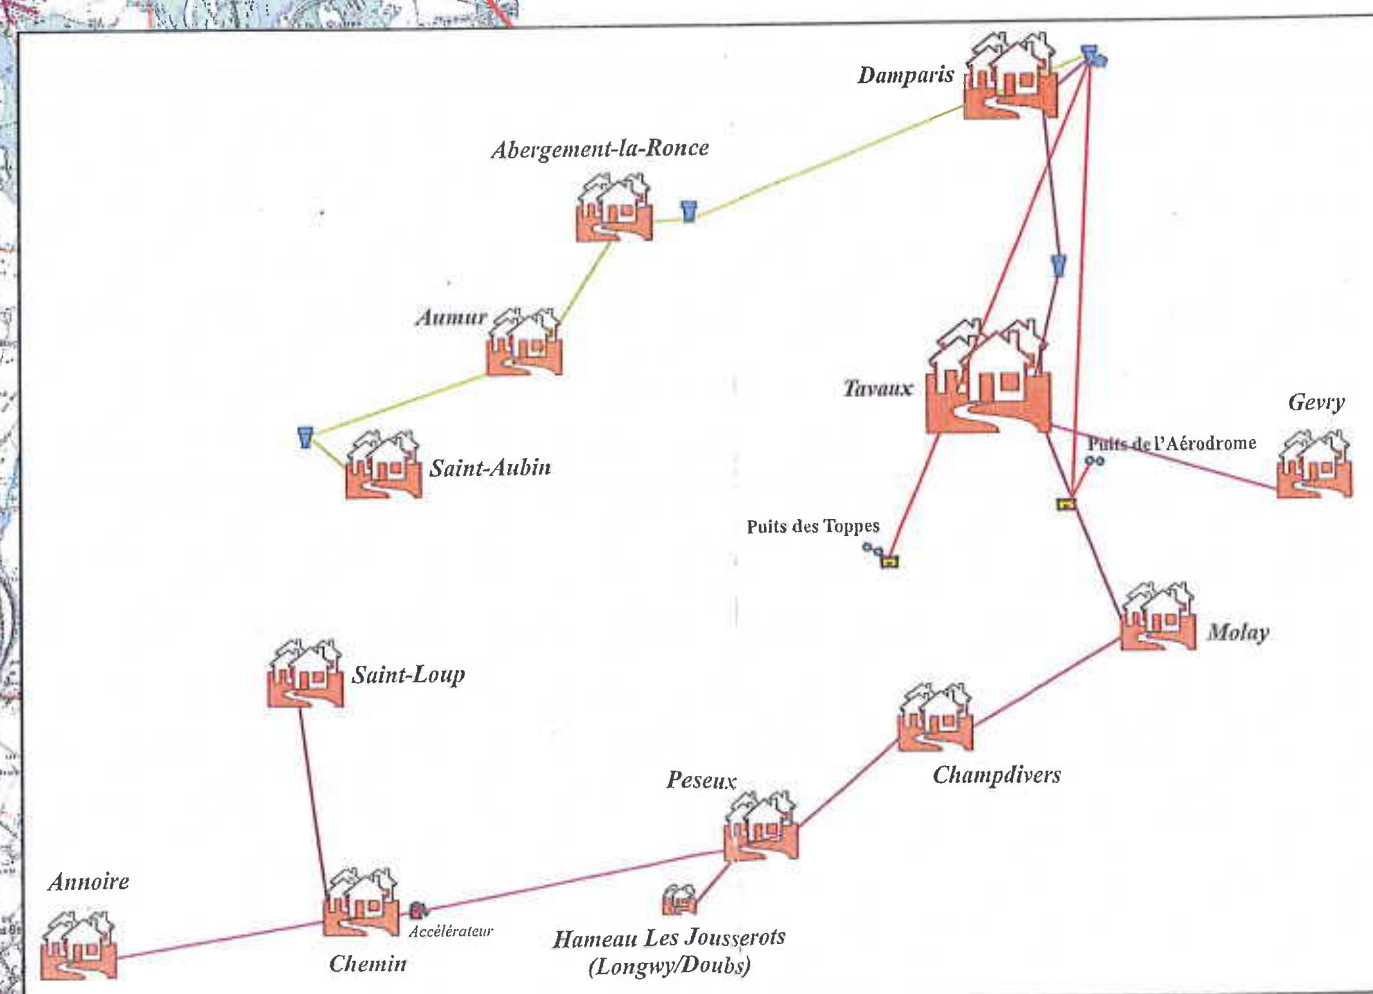 Damparis
Abergement-la-Ronce
Aumur
Tavaux
Gevry
Puits de l'Aérodrome
Saint-Aubin
Puits des Toppes
Molay
Saint-Loup
Champdivers
Peseux
Annoire
Accélérateur
Hameau Les Jousserots
(Longwy/Doubs)
Chemin